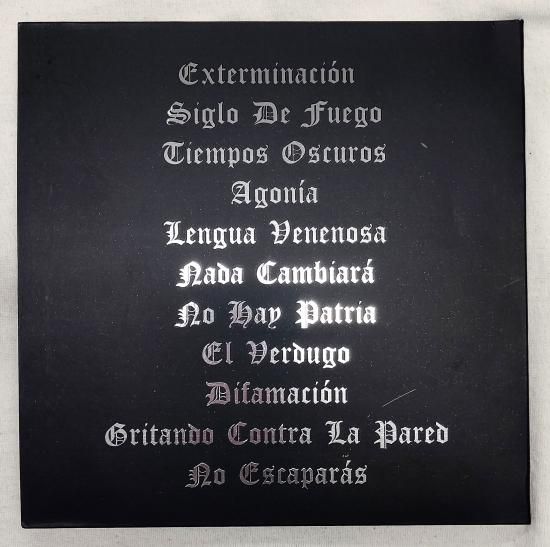 Exterminación
Siglo De Fuego
Tiempos Oscuros
Agonía
Lengua Venenosa
Nada Cambiará
No Hay Patria
El Verdugo
Difamación
Gritando Contra La Pared
No Escaparás